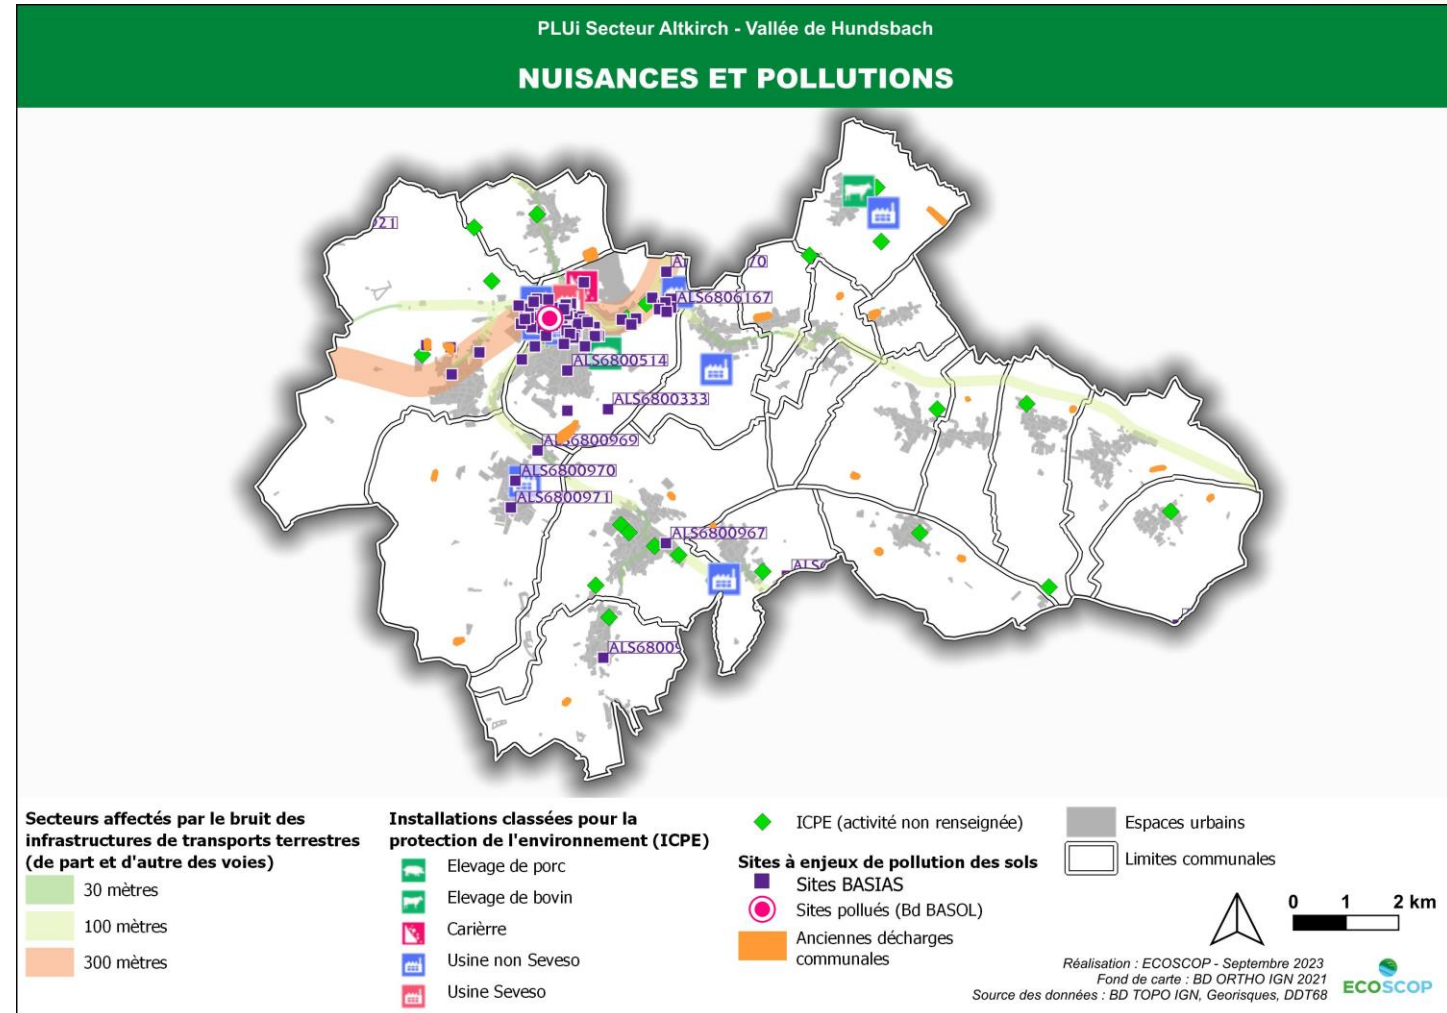 PLUi Secteur Altkirch - Vallée de Hundsbach
NUISANCES ET POLLUTIONS
921
70
ALS6806167
ALS6800514
ALS6800333
ALS6800969
ALS6800970
ALS6800971
ALS6800967
ALS6800
Secteurs affectés par le bruit des
infrastructures de transports terrestres
(de part et d'autre des voies)
30 mètres
100 mètres
300 mètres
Installations classées pour la
protection de l'environnement (ICPE)
Elevage de porc
Elevage de bovin
Carièrre
Usine non Seveso
Usine Seveso
ICPE (activité non renseignée)
Sites à enjeux de pollution des sols
Sites BASIAS
Sites pollués (Bd BASOL)
Anciennes décharges
communales
Espaces urbains
Limites communales
0 1 2 km
Réalisation : ECOSCOP - Septembre 2023
Fond de carte : BD ORTHO IGN 2021
Source des données : BD TOPO IGN, Georisques, DDT68
ECOSCOP